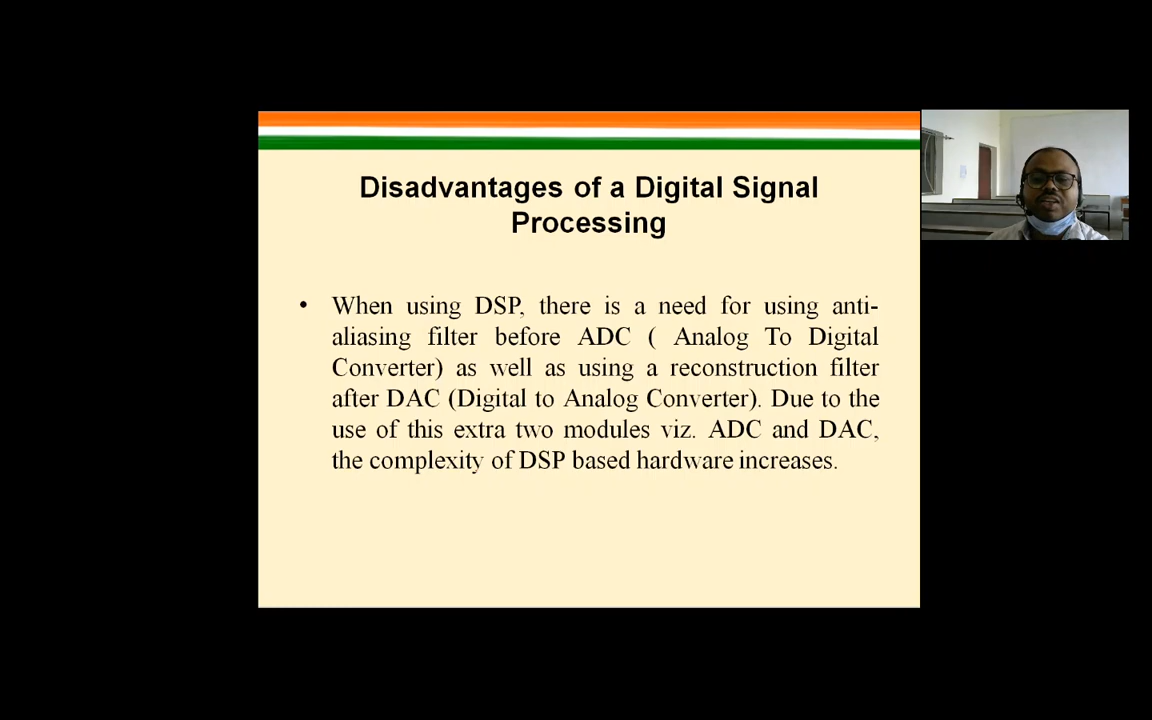 Disadvantages of a Digital Signal
Processing
• When using DSP, there is a need for using anti-
aliasing filter before ADC ( Analog To Digital
Converter) as well as using a reconstruction filter
after DAC (Digital to Analog Converter). Due to the
use of this extra two modules viz. ADC and DAC,
the complexity of DSP based hardware increases.